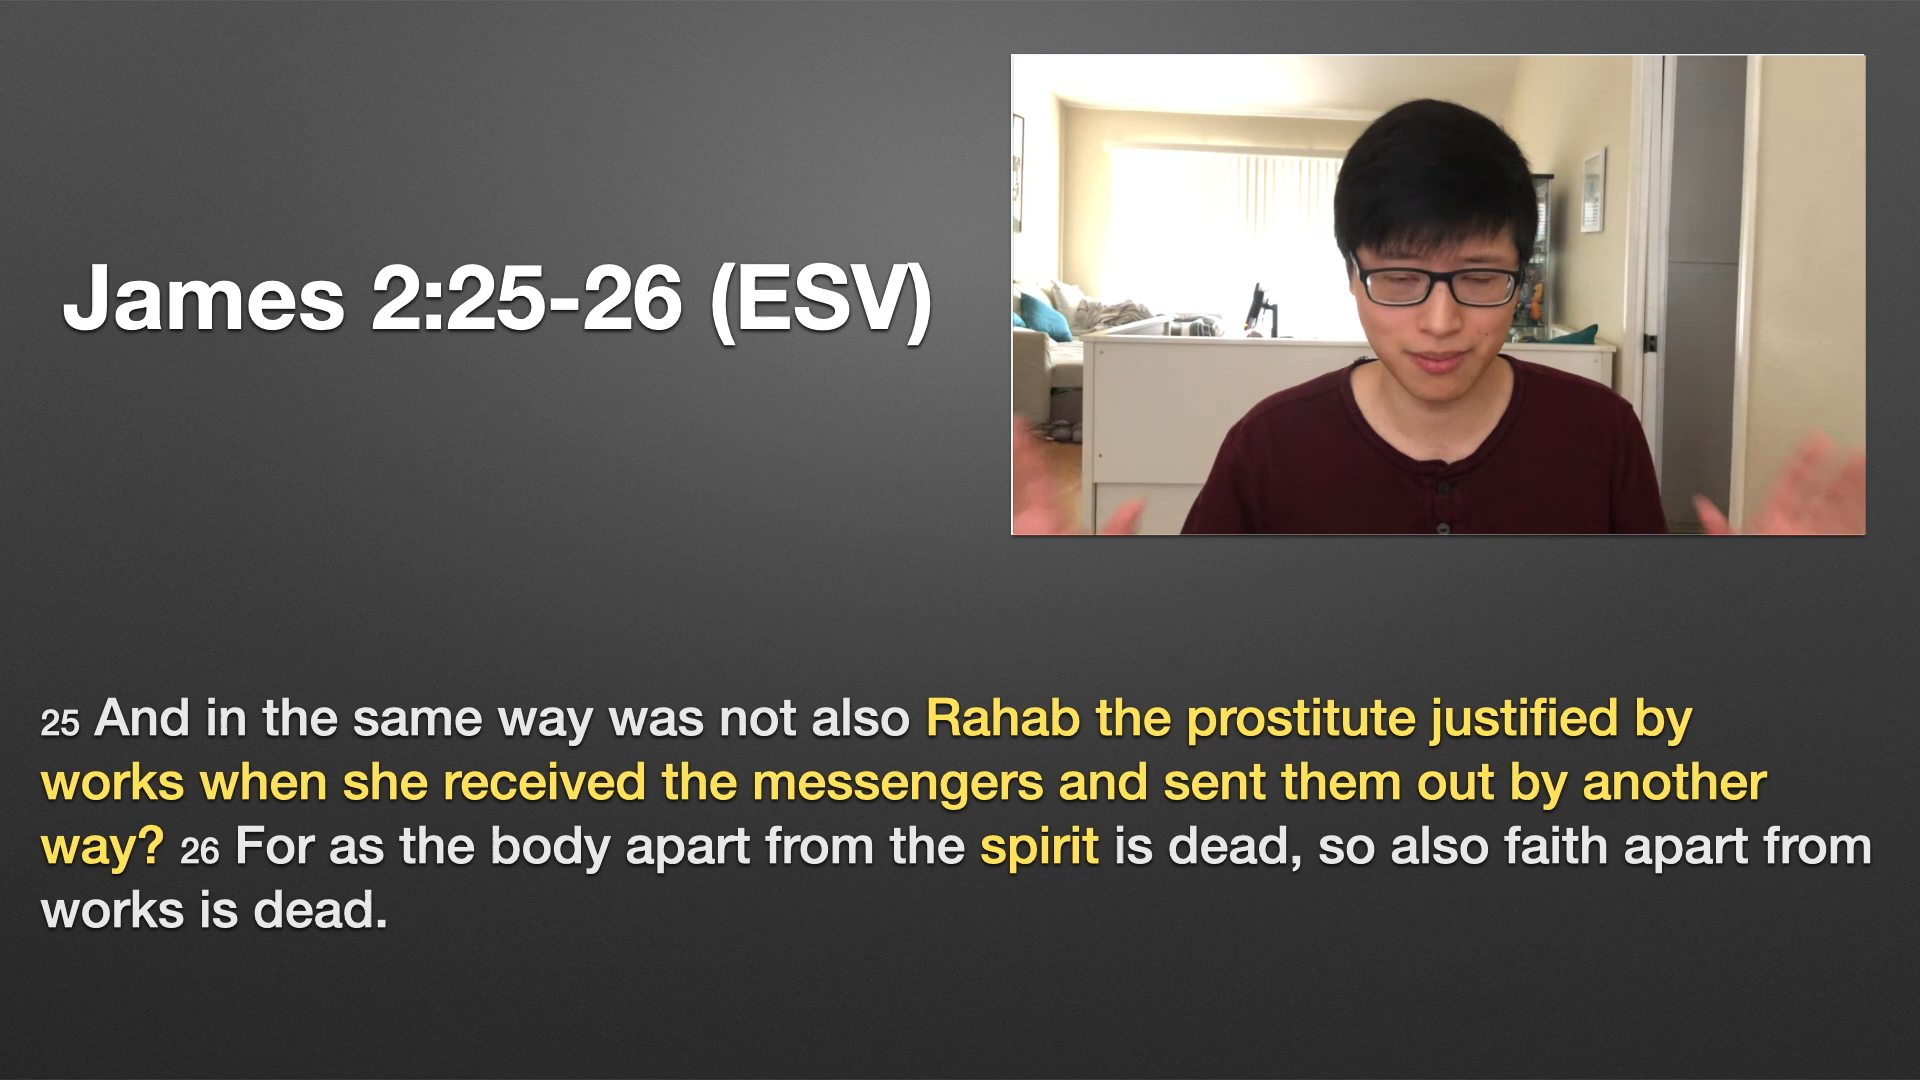 James 2:25-26 (ESV)
25 And in the same way was not also Rahab the prostitute justified by
works when she received the messengers and sent them out by another
way? 26 For as the body apart from the spirit is dead, so also faith apart from
works is dead.